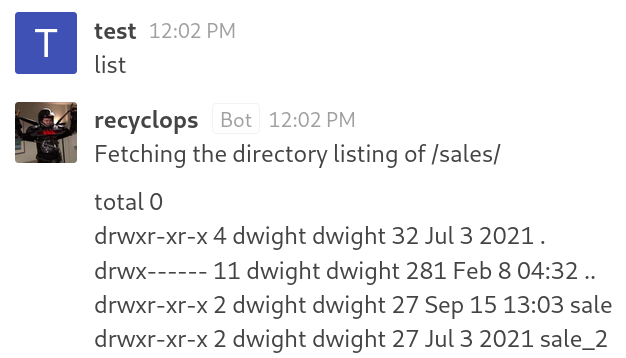 T
test 12:02 PM
list
recyclops Bot 12:02 PM
Fetching the directory listing of /sales/
total 0
drwxr-xr-x 4 dwight dwight 32 Jul 3 2021 .
drwx------ 11 dwight dwight 281 Feb 8 04:32 ..
drwxr-xr-x 2 dwight dwight 27 Sep 15 13:03 sale
drwxr-xr-x 2 dwight dwight 27 Jul 3 2021 sale_2